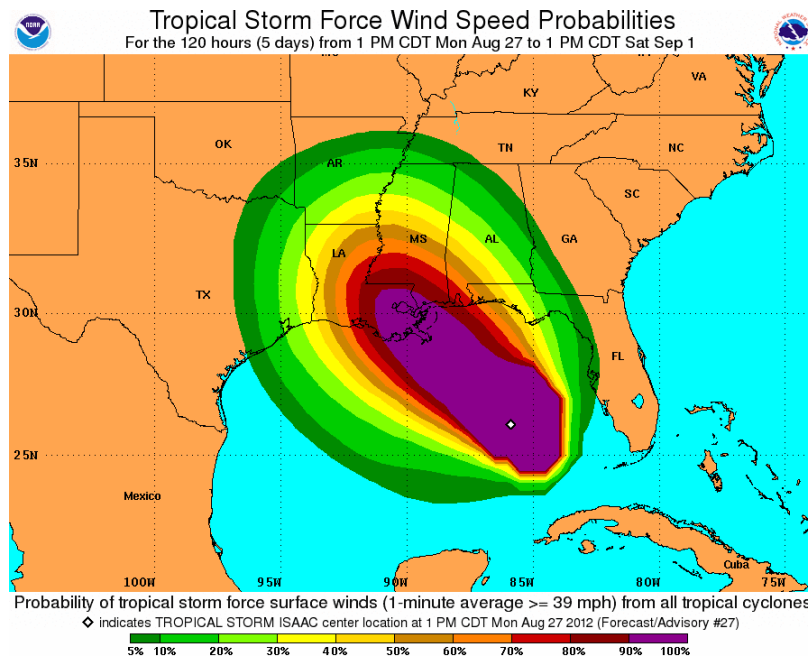 Tropical Storm Force Wind Speed Probabilities
For the 120 hours (5 days) from 1 PM CDT Mon Aug 27 to 1 PM CDT Sat Sep 1
NOAA
KY
VA
OK
TN
NC
35N
AR
SC
MS
AL
GA
LA
TX
30N
FL
25N
Mexico
Cuba
100W
95W
90W
85W
80W
75W
Probability of tropical storm force surface winds (1-minute average >= 39 mph) from all tropical cyclones
indicates TROPICAL STORM ISAAC center location at 1 PM CDT Mon Aug 27 2012 (Forecast/Advisory #27)
5% 10% 20% 30% 40% 50% 60% 70% 80% 90% 100%